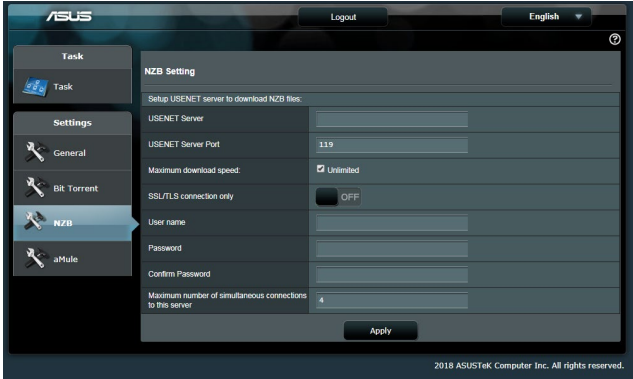 ASUS
Logout
English
Task
Task
Settings
General
Bit Torrent
NZB
aMule
NZB Setting
Setup USENET server to download NZB files:
USENET Server
USENET Server Port 119
Maximum download speed: Unlimited
SSL/TLS connection only OFF
User name
Password
Confirm Password
Maximum number of simultaneous connections
to this server 4
Apply
2018 ASUSTeK Computer Inc. All rights reserved.